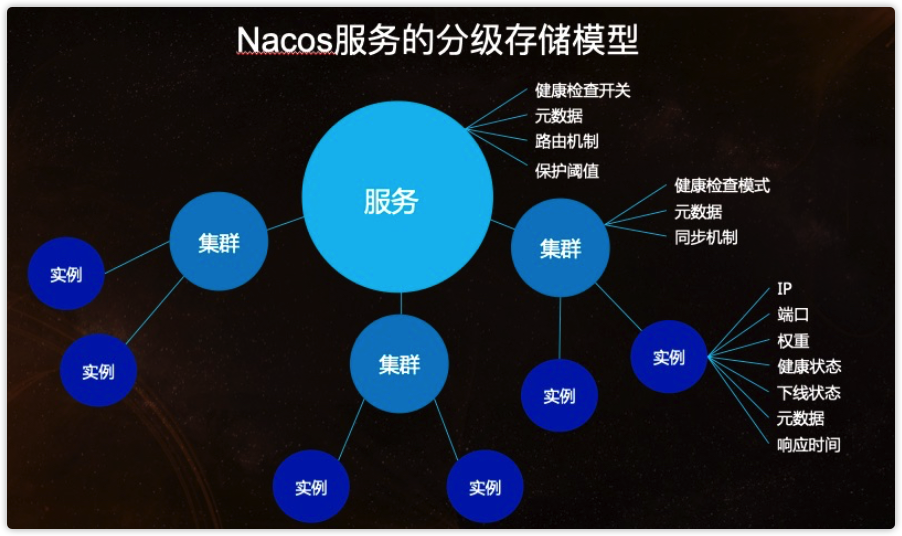 Nacos服务的分级存储模型
健康检查开关
元数据
路由机制
保护阈值
服务
健康检查模式
元数据
同步机制
集群
集群
实例
IP
端口
权重
健康状态
下线状态
元数据
响应时间
实例
集群
实例
实例
实例
实例